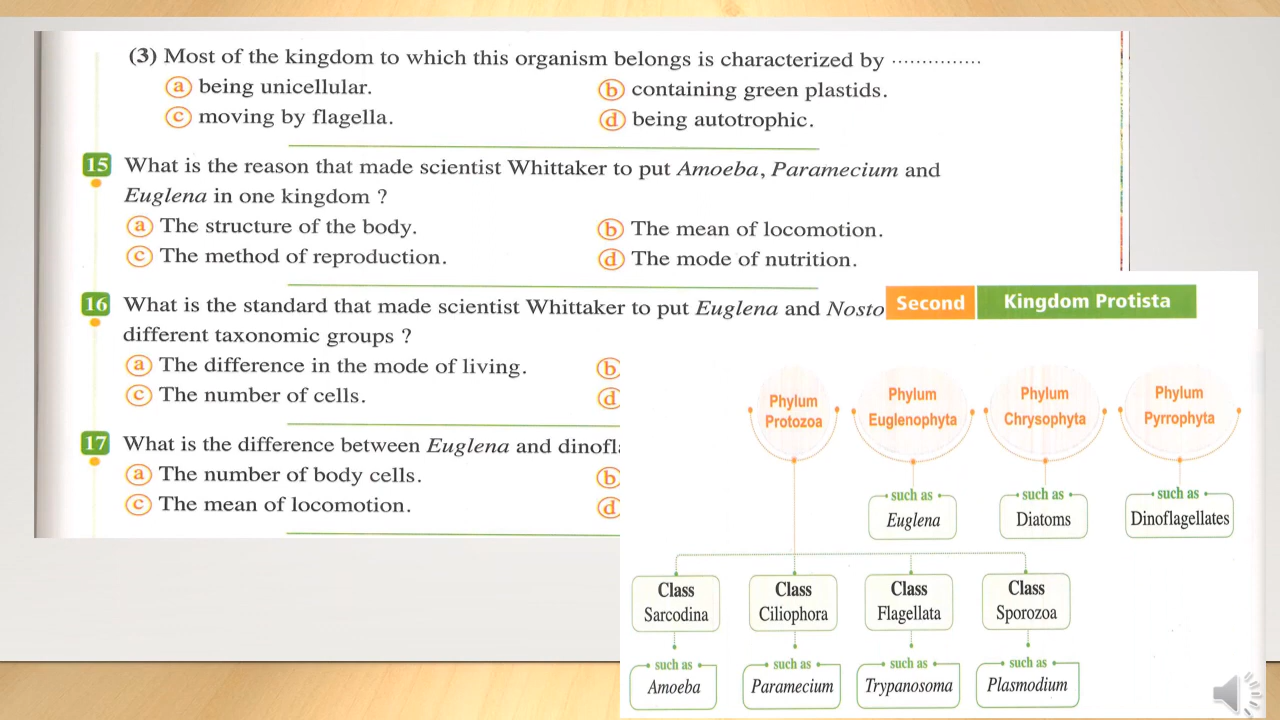 (3) Most of the kingdom to which this organism belongs is characterized by ...............
a being unicellular.
b containing green plastids.
c moving by flagella.
d being autotrophic.
15 What is the reason that made scientist Whittaker to put Amoeba, Paramecium and
Euglena in one kingdom ?
a The structure of the body.
b The mean of locomotion.
c The method of reproduction.
d The mode of nutrition.
16 What is the standard that made scientist Whittaker to put Euglena and Nosto
different taxonomic groups ?
a The difference in the mode of living.
b
c The number of cells.
d
17 What is the difference between Euglena and dinofl
a The number of body cells.
b
c The mean of locomotion.
d
Second Kingdom Protista
Phylum
Protozoa
Phylum
Euglenophyta
Phylum
Chrysophyta
Phylum
Pyrrophyta
such as
Euglena
such as
Diatoms
such as
Dinoflagellates
Class
Sarcodina
Class
Ciliophora
Class
Flagellata
Class
Sporozoa
such as
Amoeba
such as
Paramecium
such as
Trypanosoma
such as
Plasmodium